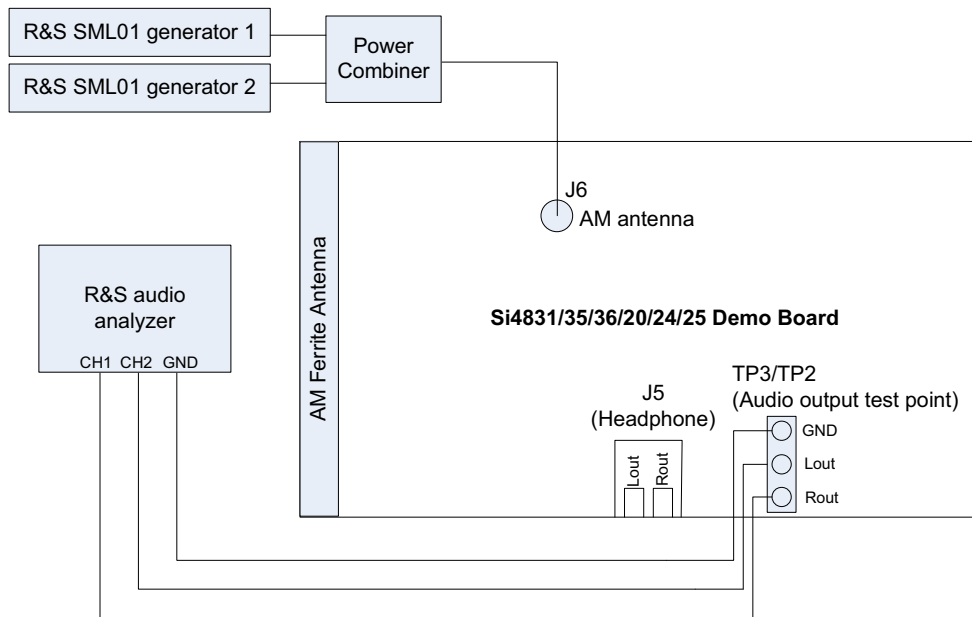 R&S SML01 generator 1
R&S SML01 generator 2
Power
Combiner
J6
AM antenna
AM Ferrite Antenna
R&S audio
analyzer
CH1 CH2 GND
Si4831/35/36/20/24/25 Demo Board
J5
(Headphone)
Lout
Rout
TP3/TP2
(Audio output test point)
GND
Lout
Rout